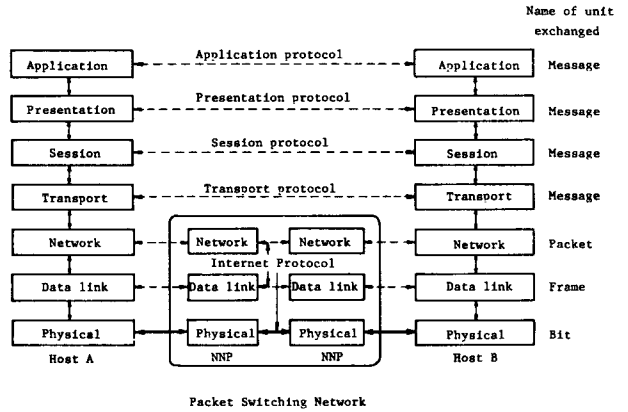 Name of unit
exchanged
Application Application protocol Application Message
Presentation Presentation protocol Presentation Message
Session Session protocol Session Message
Transport Transport protocol Transport Message
Network Network Network Network Packet
Internet Protocol
Data link Data link Data link Data link Frame
Physical Physical Physical Physical Bit
Host A NNP NNP Host B
Packet Switching Network